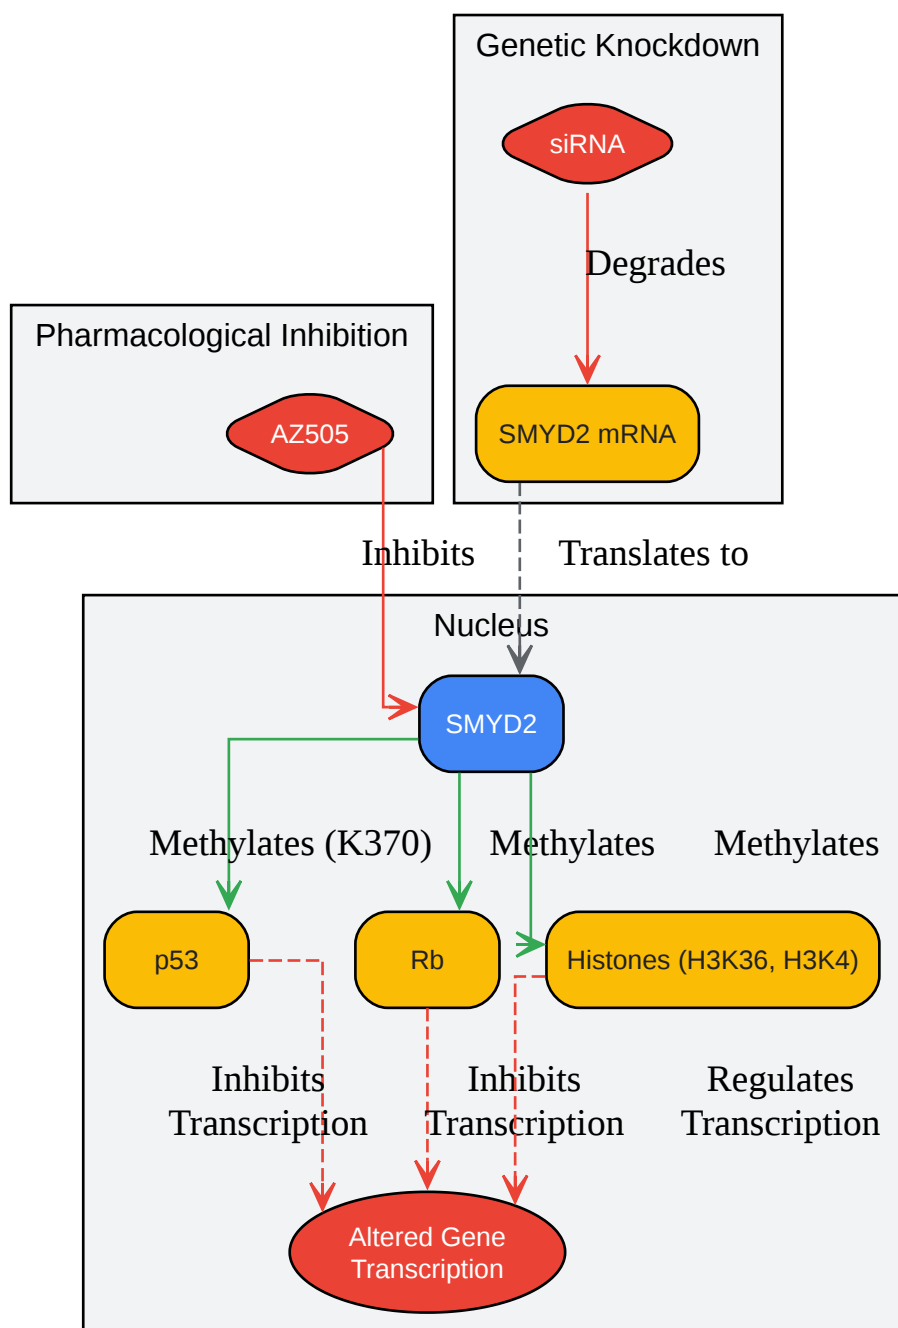 Genetic Knockdown
siRNA
Degrades
Pharmacological Inhibition
AZ505
SMYD2 mRNA
Inhibits
Translates to
Nucleus
SMYD2
Methylates (K370)
Methylates
Methylates
p53
Rb
Histones (H3K36, H3K4)
Inhibits
Transcription
Inhibits
Transcription
Regulates
Transcription
Altered Gene
Transcription